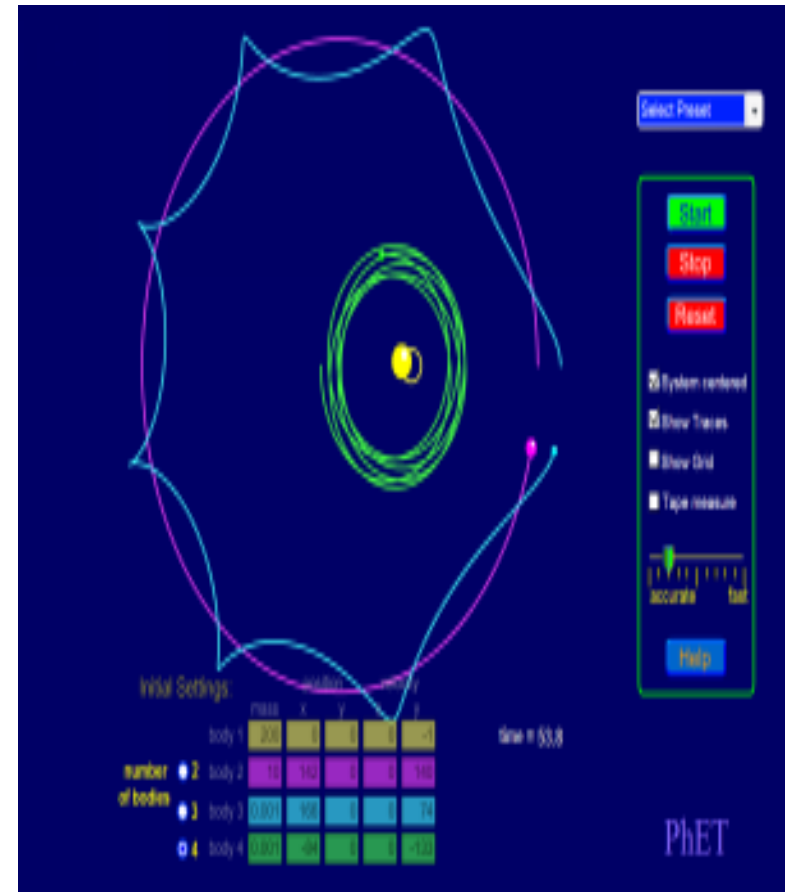 Select Preset
Start
Stop
Reset
System centered
Show Traces
Show Grid
Tape measure
accurate fast
Help
Initial Settings:
mass x y y
body 1 200 0 0 0 -1
time = 53.8
number 2 body 2 10 142 0 0 140
of bodies 3 body 3 0.001 166 0 0 74
4 body 4 0.001 -84 0 0 -133
PhET